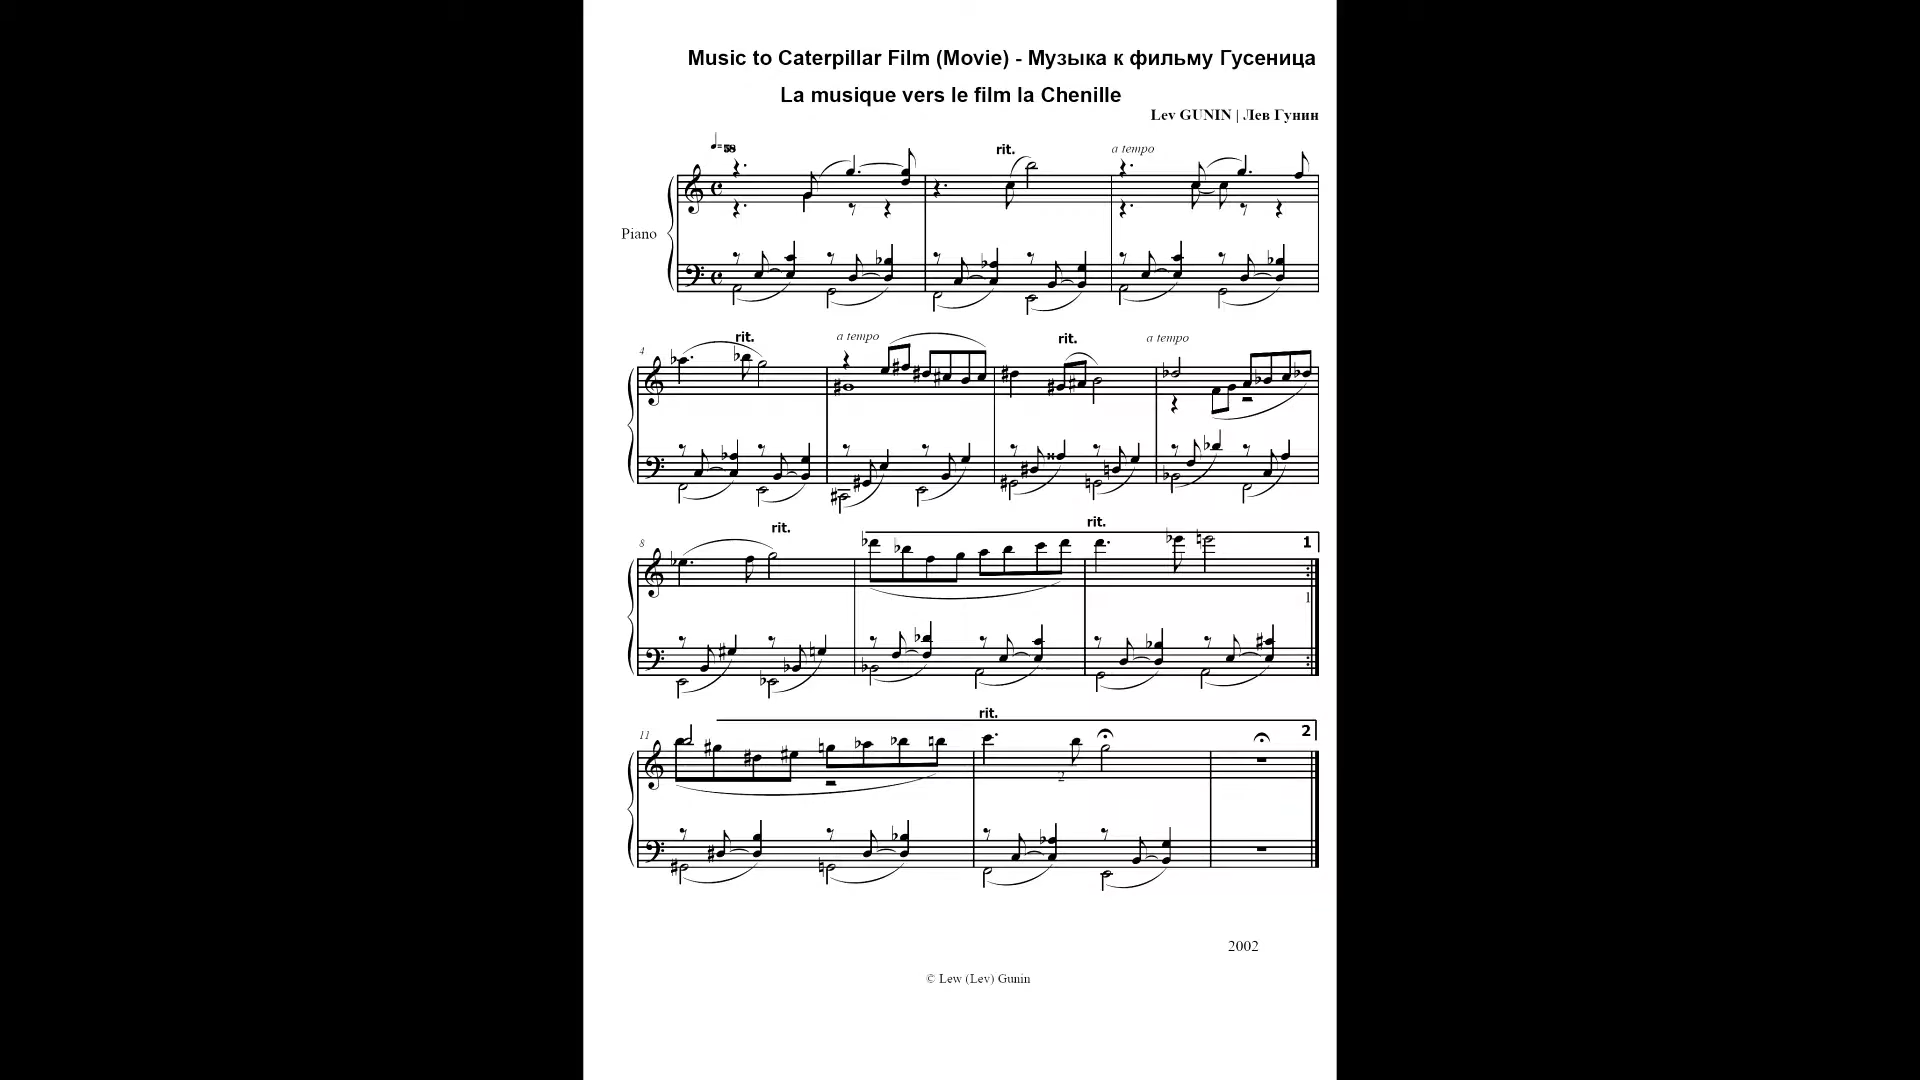 Music to Caterpillar Film (Movie) - Музыка к фильму Гусеница
La musique vers le film la Chenille
Lev GUNIN | Лев Гунин
rit.
a tempo
Piano
4
rit.
a tempo
rit.
a tempo
8
rit.
rit.
1
1
11
rit.
2
2
2002
© Lew (Lev) Gunin